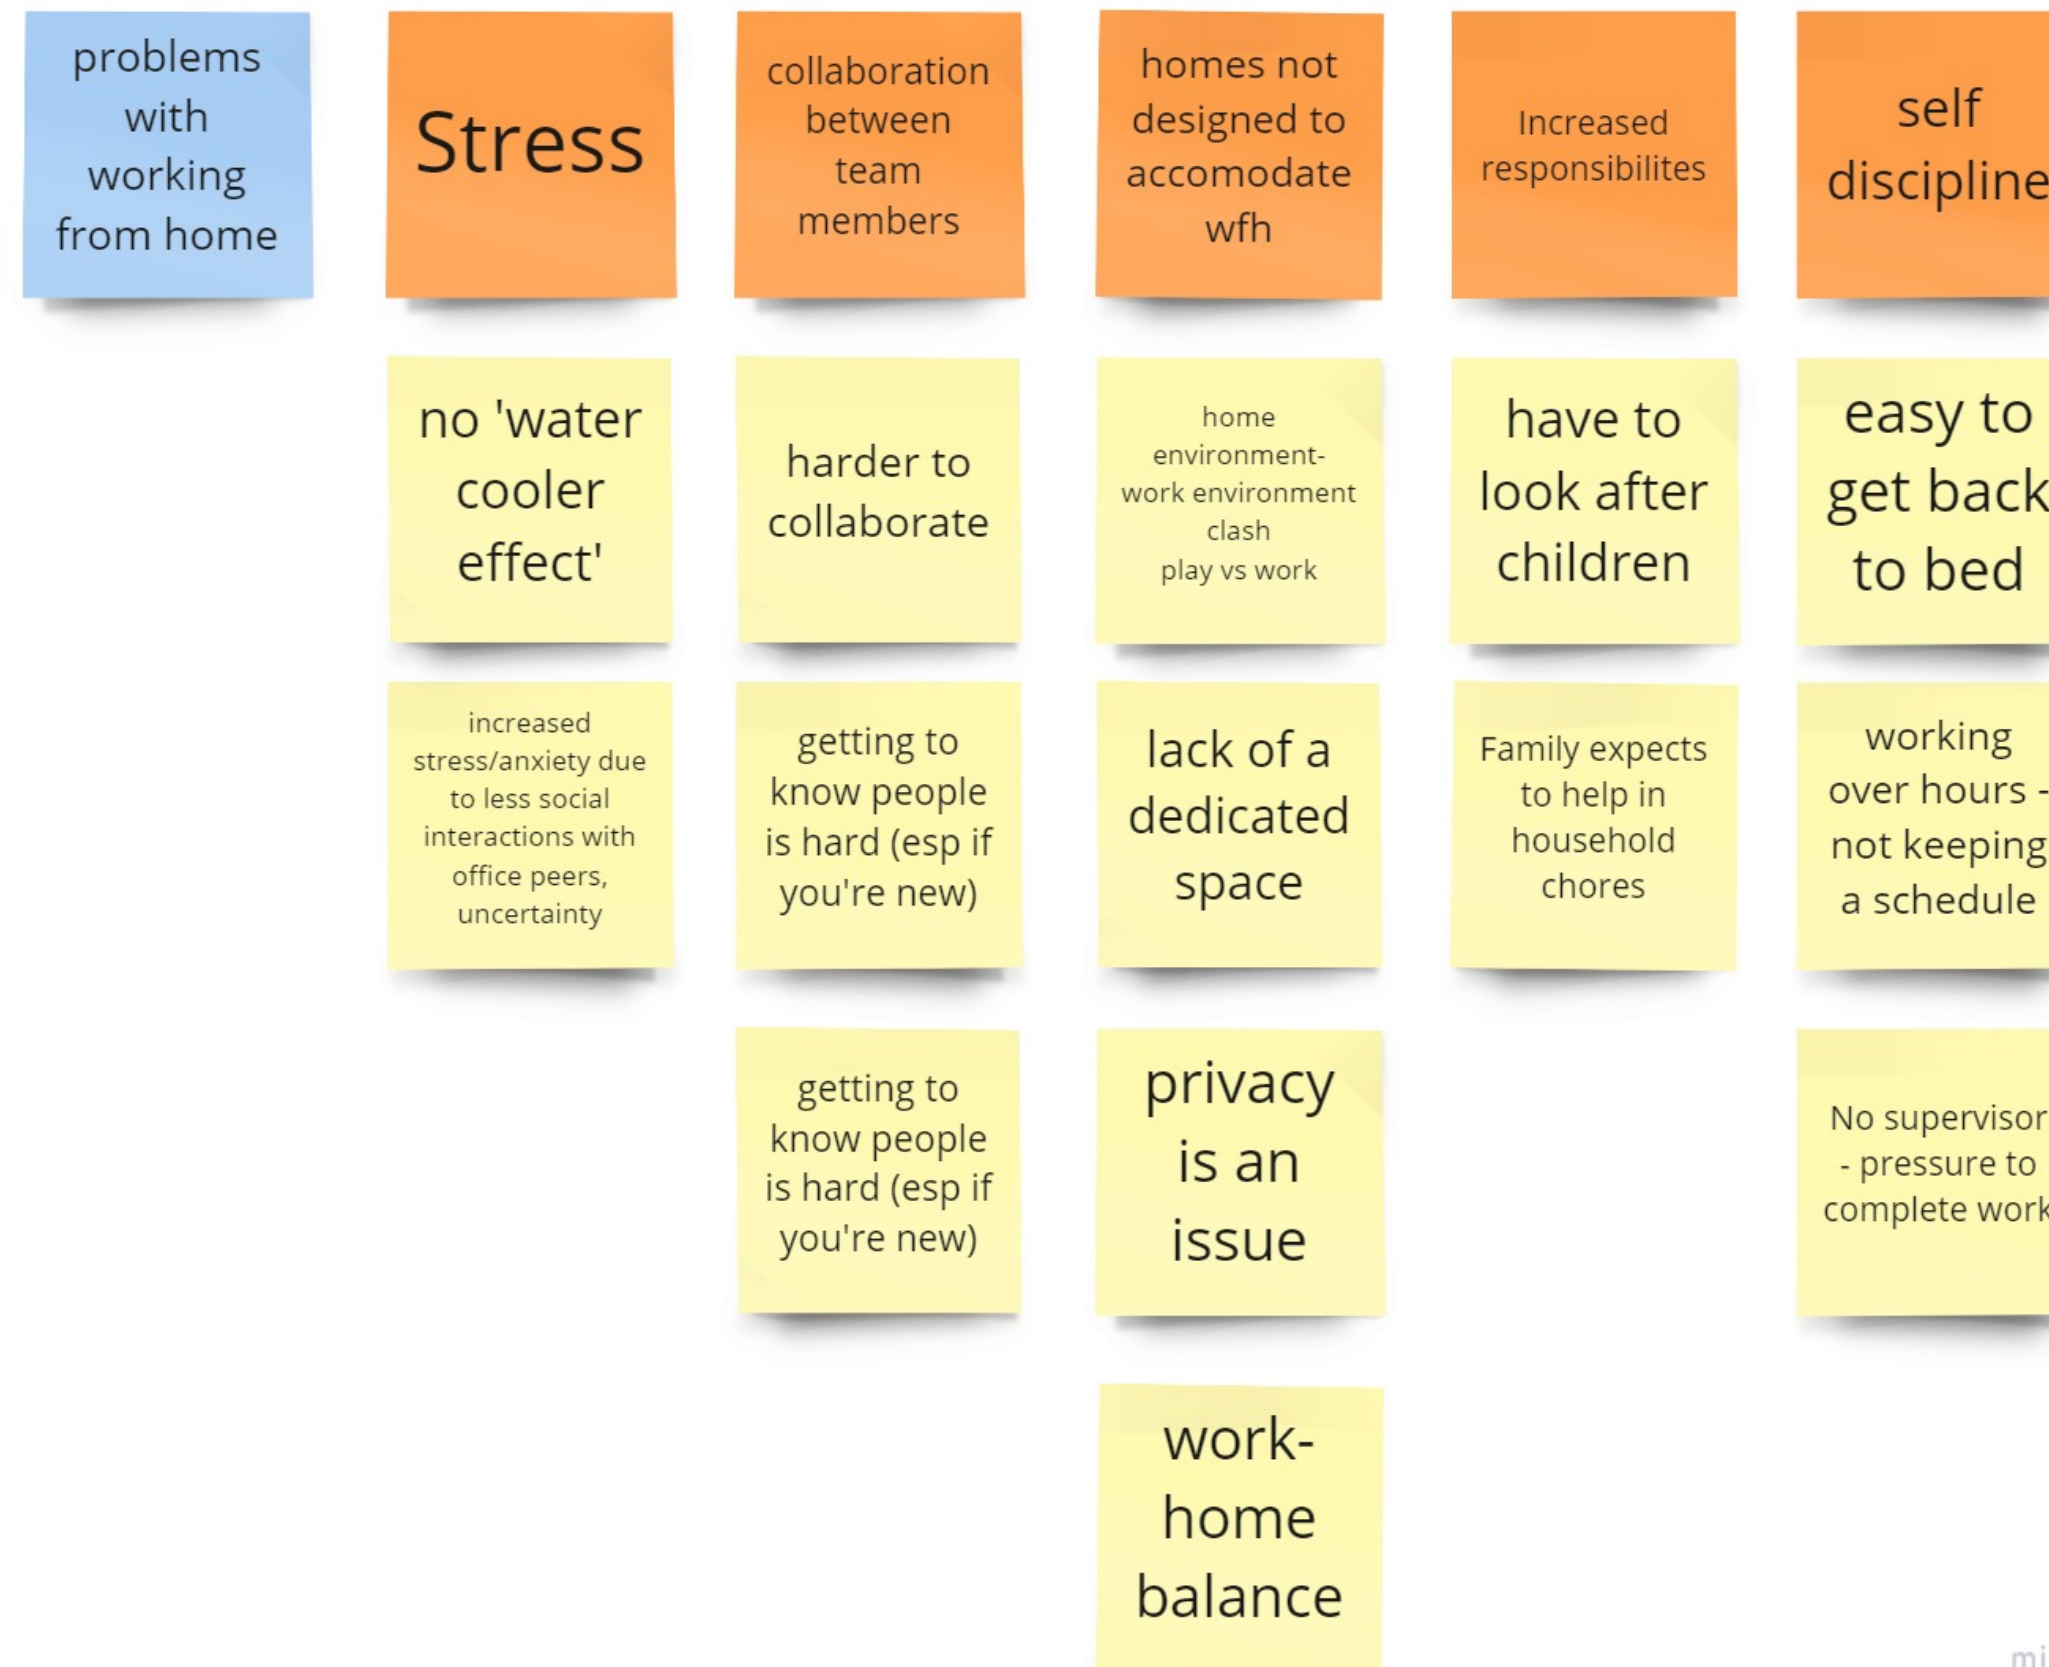 problems
with
working
from home
Stress
collaboration
between
team
members
homes not
designed to
accomodate
wfh
Increased
responsibilites
self
discipline
no 'water
cooler
effect'
harder to
collaborate
home
environment-
work environment
clash
play vs work
have to
look after
children
easy to
get back
to bed
increased
stress/anxiety due
to less social
interactions with
office peers,
uncertainty
getting to
know people
is hard (esp if
you're new)
lack of a
dedicated
space
Family expects
to help in
household
chores
working
over hours -
not keeping
a schedule
getting to
know people
is hard (esp if
you're new)
privacy
is an
issue
No supervisor
- pressure to
complete work
work-
home
balance